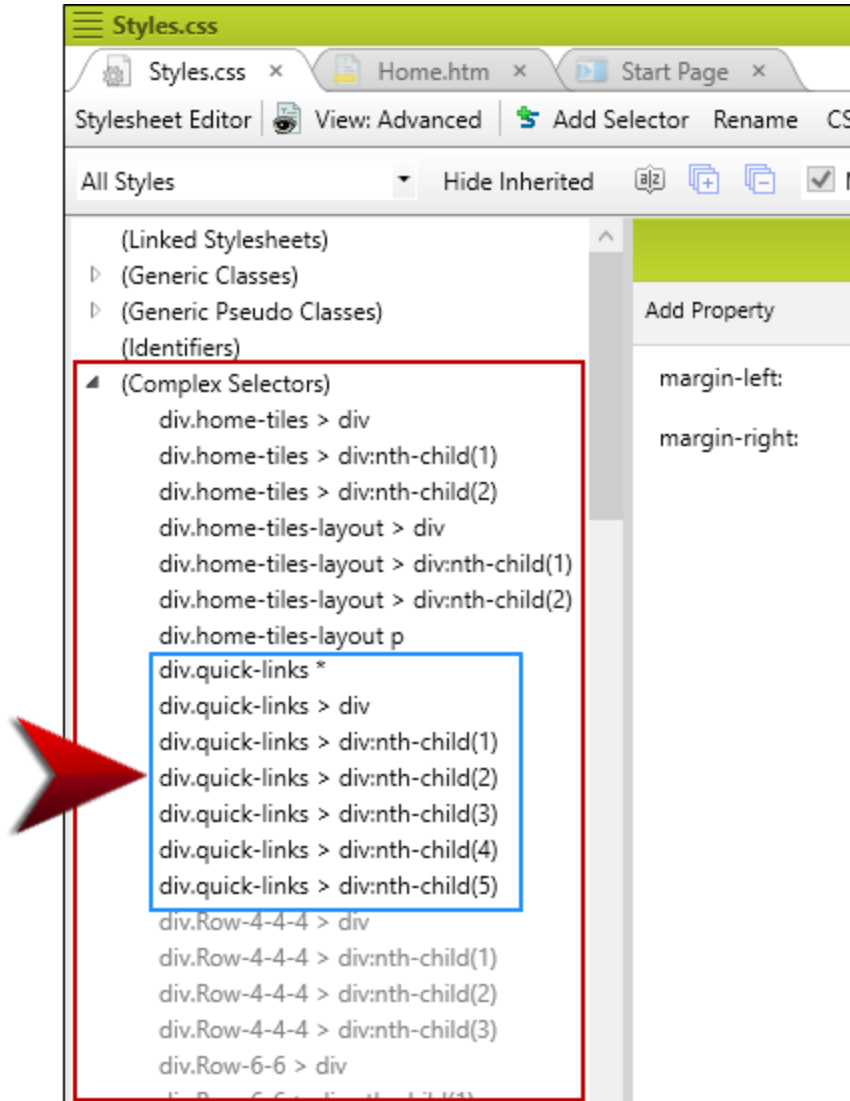 Styles.css
Styles.css × Home.htm × Start Page ×
Stylesheet Editor View: Advanced Add Selector Rename CS
All Styles Hide Inherited a z
(Linked Stylesheets)
(Generic Classes)
(Generic Pseudo Classes)
(Identifiers)
(Complex Selectors)
div.home-tiles > div
div.home-tiles > div:nth-child(1)
div.home-tiles > div:nth-child(2)
div.home-tiles-layout > div
div.home-tiles-layout > div:nth-child(1)
div.home-tiles-layout > div:nth-child(2)
div.home-tiles-layout p
div.quick-links *
div.quick-links > div
div.quick-links > div:nth-child(1)
div.quick-links > div:nth-child(2)
div.quick-links > div:nth-child(3)
div.quick-links > div:nth-child(4)
div.quick-links > div:nth-child(5)
div.Row-4-4-4 > div
div.Row-4-4-4 > div:nth-child(1)
div.Row-4-4-4 > div:nth-child(2)
div.Row-4-4-4 > div:nth-child(3)
div.Row-6-6 > div
Add Property
margin-left:
margin-right: